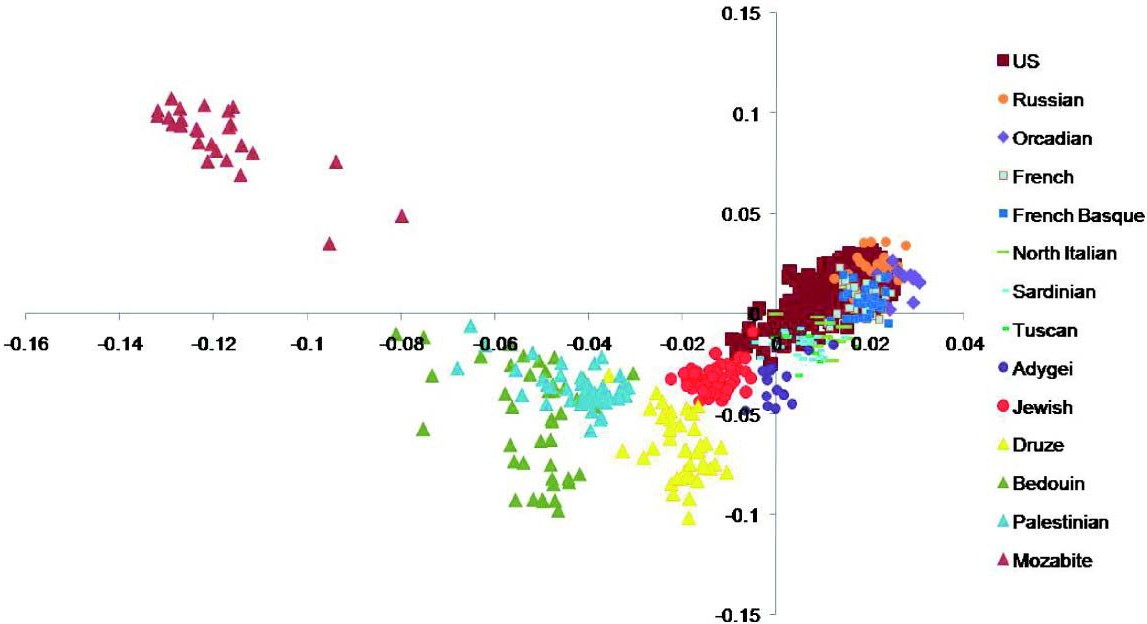 0.15
US
Russian
0.1
Orcadian
French
0.05
French Basque
North Italian
Sardinian
Tuscan
-0.16 -0.14 -0.12 -0.1 -0.08 -0.06 -0.04 -0.02 0 0.02 0.04
Adygei
Jewish
-0.05
Druze
Bedouin
-0.1
Palestinian
Mozabite
-0.15